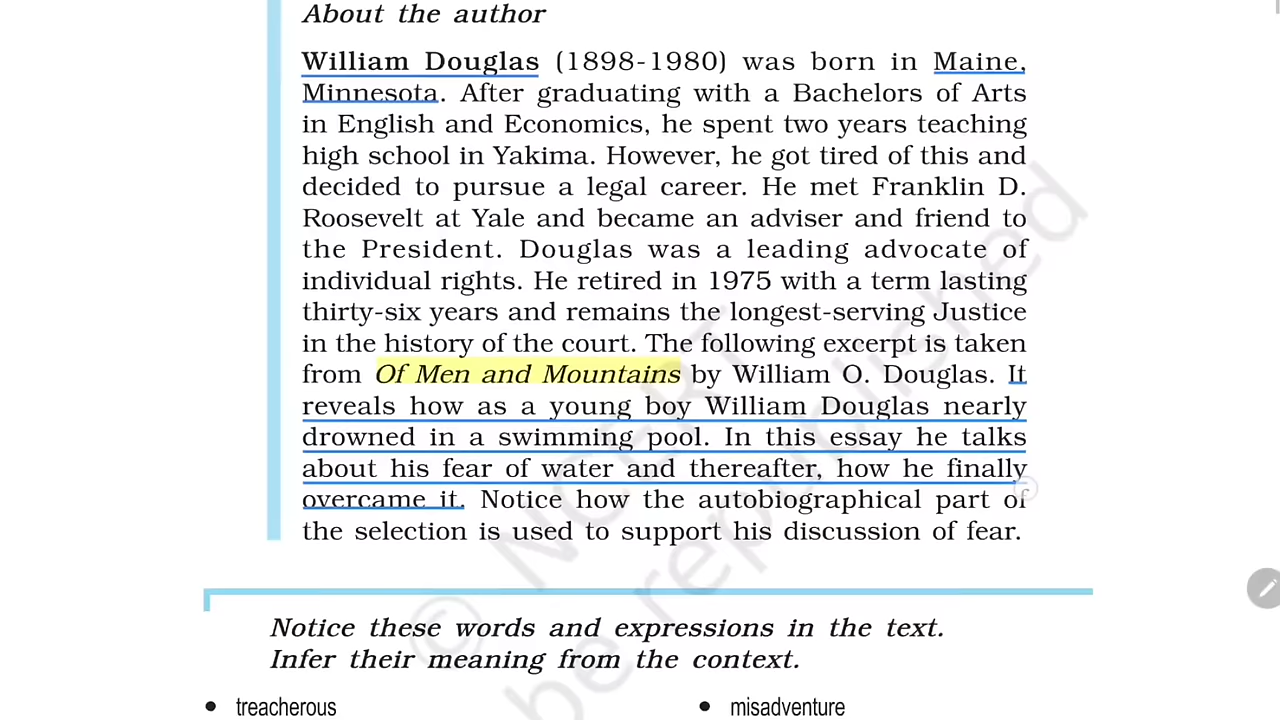 About the author
William Douglas (1898-1980) was born in Maine,
Minnesota. After graduating with a Bachelors of Arts
in English and Economics, he spent two years teaching
high school in Yakima. However, he got tired of this and
decided to pursue a legal career. He met Franklin D.
Roosevelt at Yale and became an adviser and friend to
the President. Douglas was a leading advocate of
individual rights. He retired in 1975 with a term lasting
thirty-six years and remains the longest-serving Justice
in the history of the court. The following excerpt is taken
from Of Men and Mountains by William O. Douglas. It
reveals how as a young boy William Douglas nearly
drowned in a swimming pool. In this essay he talks
about his fear of water and thereafter, how he finally
overcame it. Notice how the autobiographical part of
the selection is used to support his discussion of fear.
© NCERT
be republished
Notice these words and expressions in the text.
Infer their meaning from the context.
• treacherous
• misadventure